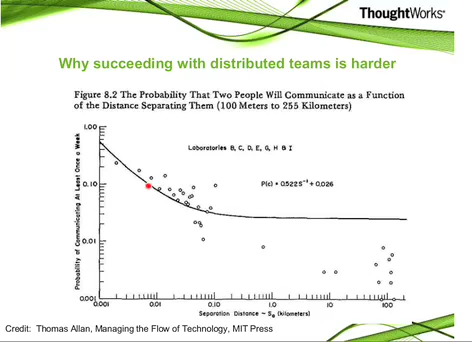 ThoughtWorks
Why succeeding with distributed teams is harder
Figure 8.2 The Probability That Two People Will Communicate as a Function
of the Distance Separating Them (100 Meters to 255 Kilometers)
1.00
Laboratories B, C, D, E, G, H & I
P(c) = 0.522S⁻¹ + 0.026
0.10
0.01
0.001
Probability of Communicating At Least Once a Week
0.001 0.01 0.10 1.0 10 100
Separation Distance ~ (kilometers)
Credit: Thomas Allan, Managing the Flow of Technology, MIT Press